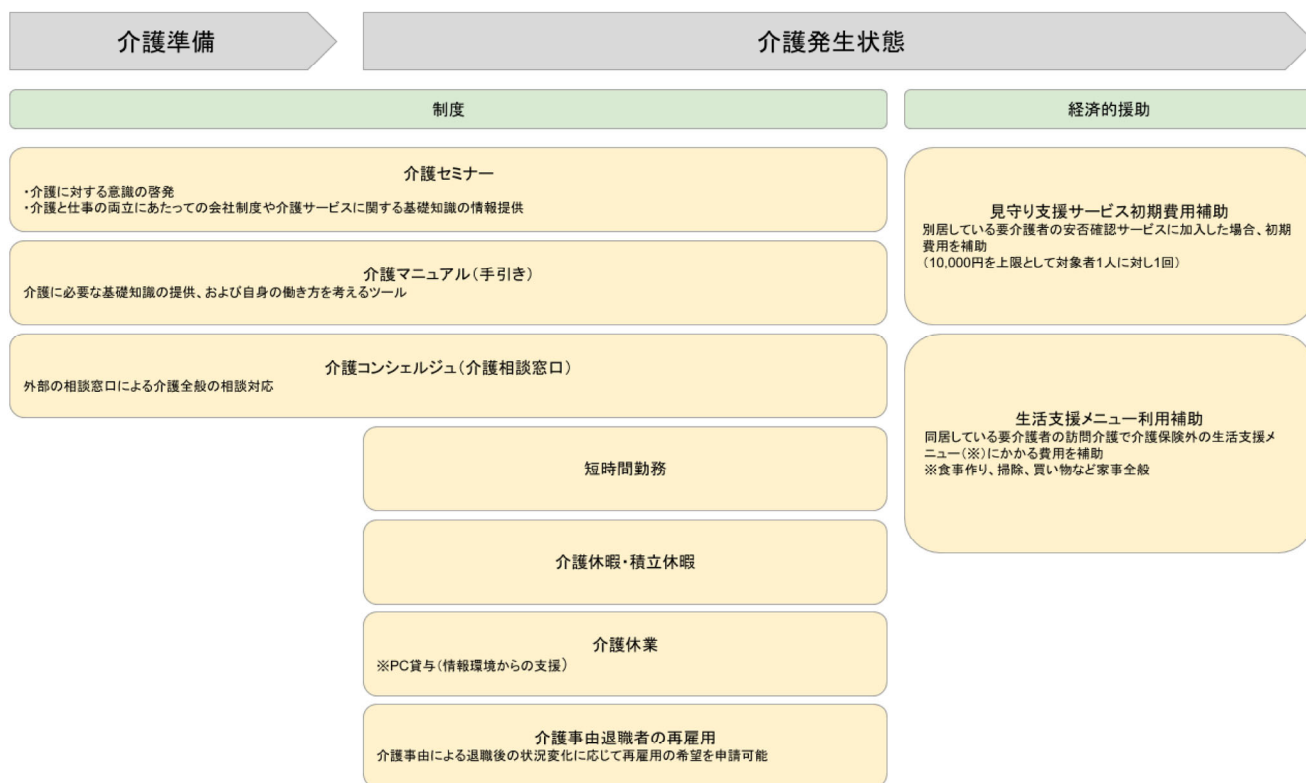 介護準備
介護発生状態
制度
経済的援助
介護セミナー
・介護に対する意識の啓発
・介護と仕事の両立にあたっての会社制度や介護サービスに関する基礎知識の情報提供
介護マニュアル(手引き)
介護に必要な基礎知識の提供、および自身の働き方を考えるツール
介護コンシェルジュ(介護相談窓口)
外部の相談窓口による介護全般の相談対応
短時間勤務
介護休暇・積立休暇
介護休業
※PC貸与(情報環境からの支援)
介護事由退職者の再雇用
介護事由による退職後の状況変化に応じて再雇用の希望を申請可能
見守り支援サービス初期費用補助
別居している要介護者の安否確認サービスに加入した場合、初期
費用を補助
(10,000円を上限として対象者1人に対し1回)
生活支援メニュー利用補助
同居している要介護者の訪問介護で介護保険外の生活支援メ
ニュー(※)にかかる費用を補助
※食事作り、掃除、買い物など家事全般